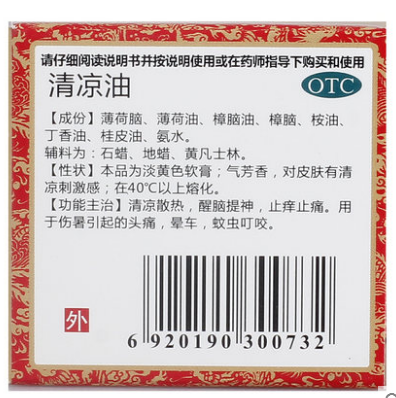 请仔细阅读说明书并按说明使用或在药师指导下购买和使用
清凉油
OTC
【成份】薄荷脑、薄荷油、樟脑油、樟脑、桉油、
丁香油、桂皮油、氨水。
辅料为：石蜡、地蜡、黄凡士林。
【性状】本品为淡黄色软膏；气芳香，对皮肤有清
凉刺激感；在40℃以上熔化。
【功能主治】清凉散热，醒脑提神，止痒止痛。用
于伤暑引起的头痛，晕车，蚊虫叮咬。
外
6 920190 300732